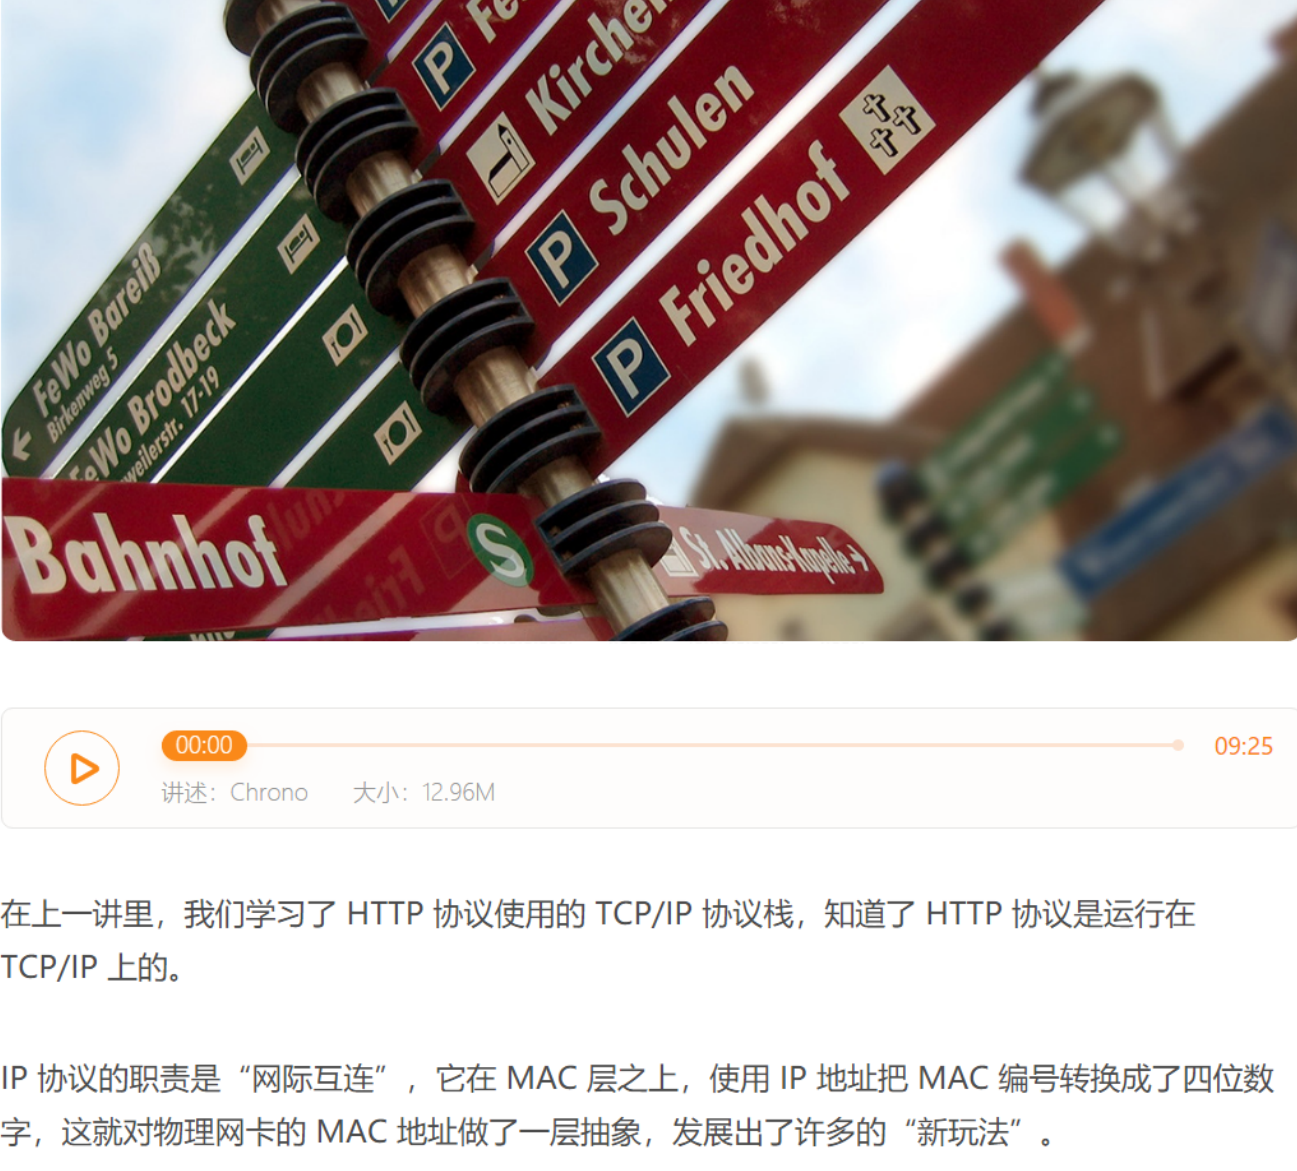 P Fe
Kirchen
P Schulen
P Friedhof
FeWo Bareiß
Birkenweg 5
FeWo Brodbeck
weilerstr. 17-19
Bahnhof S
St. Albans-Kapelle
00:00
09:25
讲述：Chrono 大小：12.96M
在上一讲里，我们学习了 HTTP 协议使用的 TCP/IP 协议栈，知道了 HTTP 协议是运行在
TCP/IP 上的。
IP 协议的职责是“网际互连”，它在 MAC 层之上，使用 IP 地址把 MAC 编号转换成了四位数
字，这就对物理网卡的 MAC 地址做了一层抽象，发展出了许多的“新玩法”。